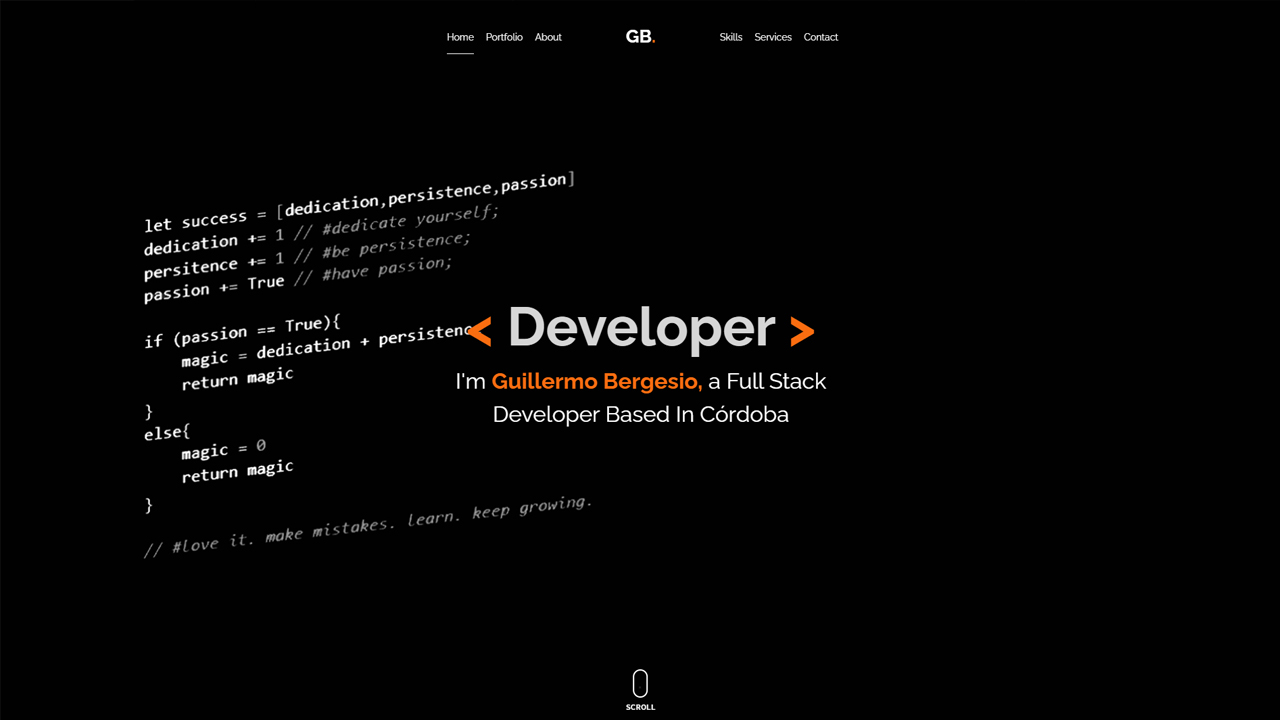 Home Portfolio About GB. Skills Services Contact
let success = [dedication,persistence,passion]
dedication += 1 // #dedicate yourself;
persitence += 1 // #be persistence;
passion += True // #have passion;
if (passion == True){
magic = dedication + persistenc
return magic
}
else{
magic = 0
return magic
}
// #love it. make mistakes. learn. keep growing.
< Developer >
I'm Guillermo Bergesio, a Full Stack
Developer Based In Córdoba
SCROLL